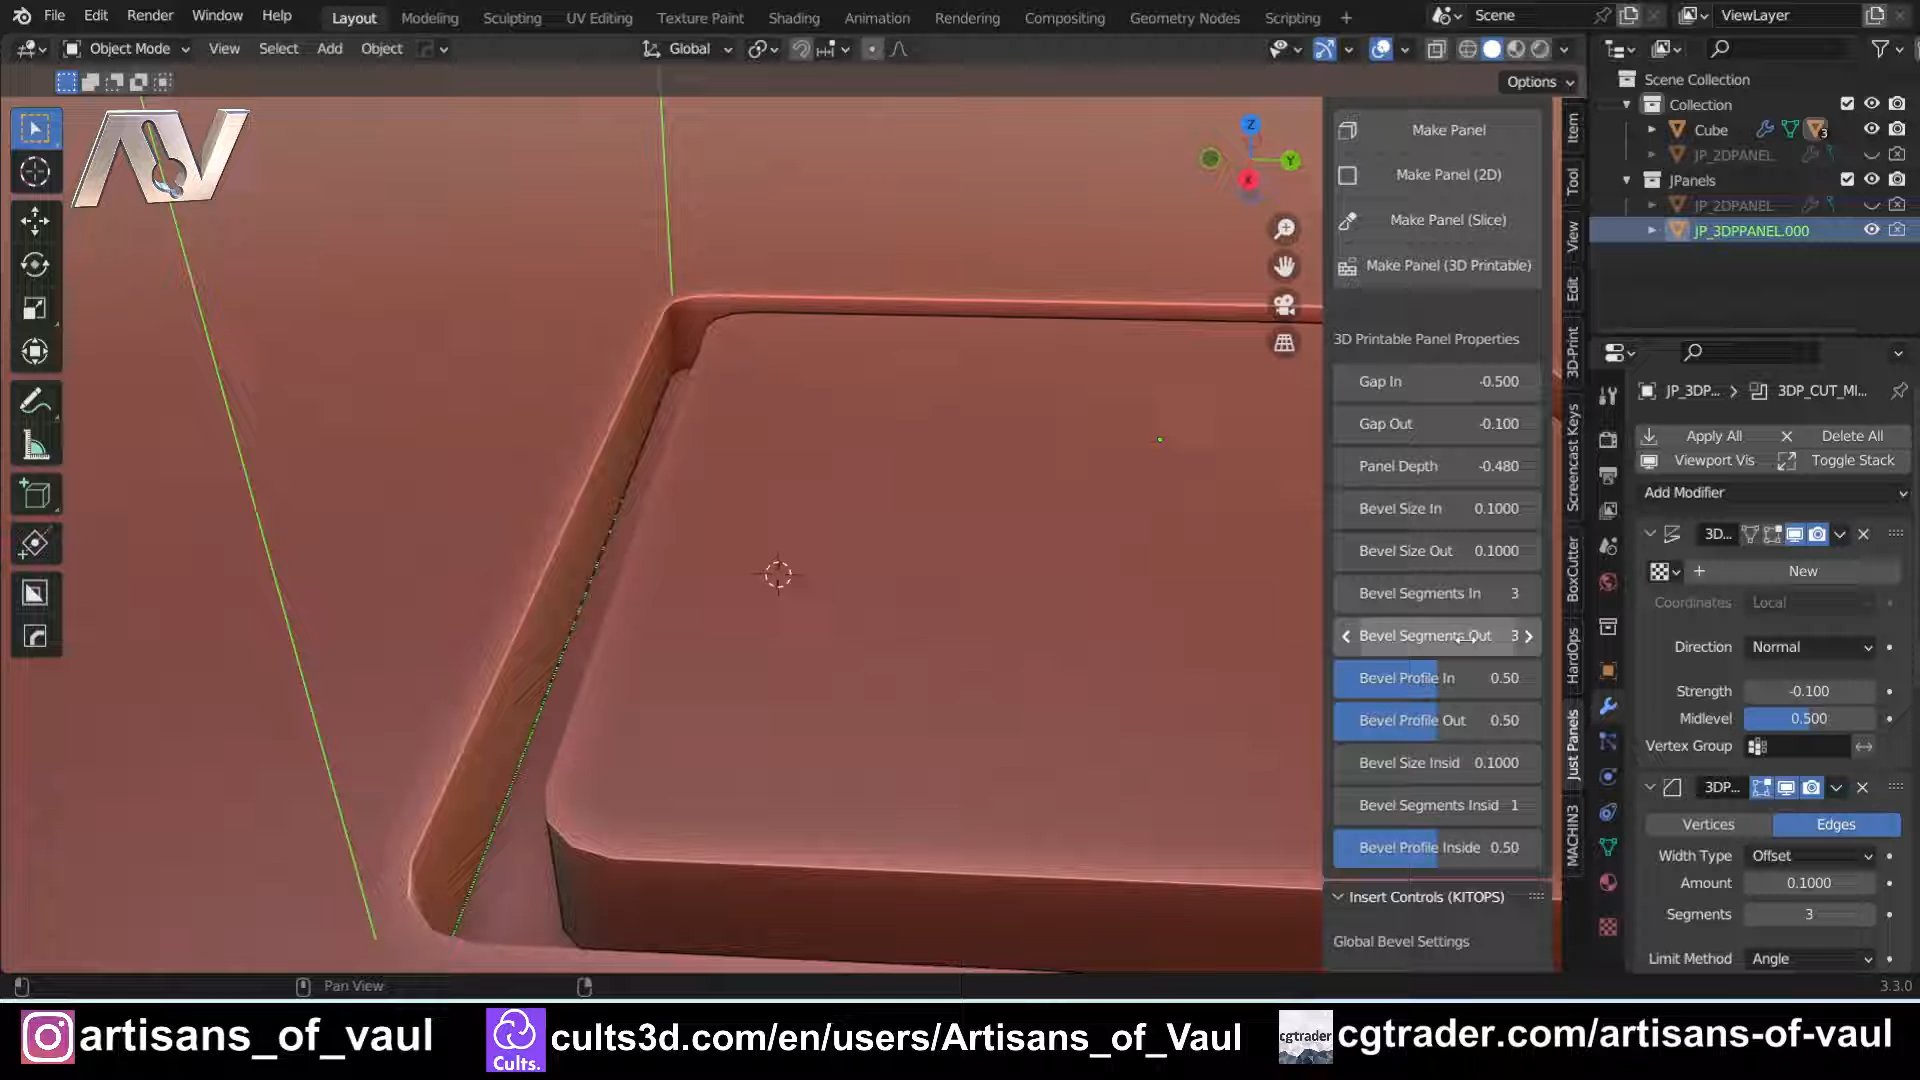 File Edit Render Window Help Layout Modeling Sculpting UV Editing Texture Paint Shading Animation Rendering Compositing Geometry Nodes Scripting + Scene ViewLayer
Object Mode View Select Add Object Global
Options
Scene Collection
Collection
Cube 3
JP_2DPANEL
JPanels
JP_2DPANEL
JP_3DPPANEL.000
Z
Y
X
Make Panel
Make Panel (2D)
Make Panel (Slice)
Make Panel (3D Printable)
3D Printable Panel Properties
Gap In -0.500
Gap Out -0.100
Panel Depth -0.480
Bevel Size In 0.1000
Bevel Size Out 0.1000
Bevel Segments In 3
Bevel Segments Out 3
Bevel Profile In 0.50
Bevel Profile Out 0.50
Bevel Size Insid 0.1000
Bevel Segments Insid 1
Bevel Profile Inside 0.50
Insert Controls (KITOPS)
Global Bevel Settings
Item
Tool
View
Edit
3D-Print
Screencast Keys
BoxCutter
HardOps
Just Panels
MACHIN3
JP_3DP... 3DP_CUT_MI...
Apply All Delete All
Viewport Vis Toggle Stack
Add Modifier
3D...
New
Coordinates Local
Direction Normal
Strength -0.100
Midlevel 0.500
Vertex Group
3DP...
Vertices Edges
Width Type Offset
Amount 0.1000
Segments 3
Limit Method Angle
Pan View
3.3.0
artisans_of_vaul
Cults. cults3d.com/en/users/Artisans_of_Vaul
cgtrader cgtrader.com/artisans-of-vaul